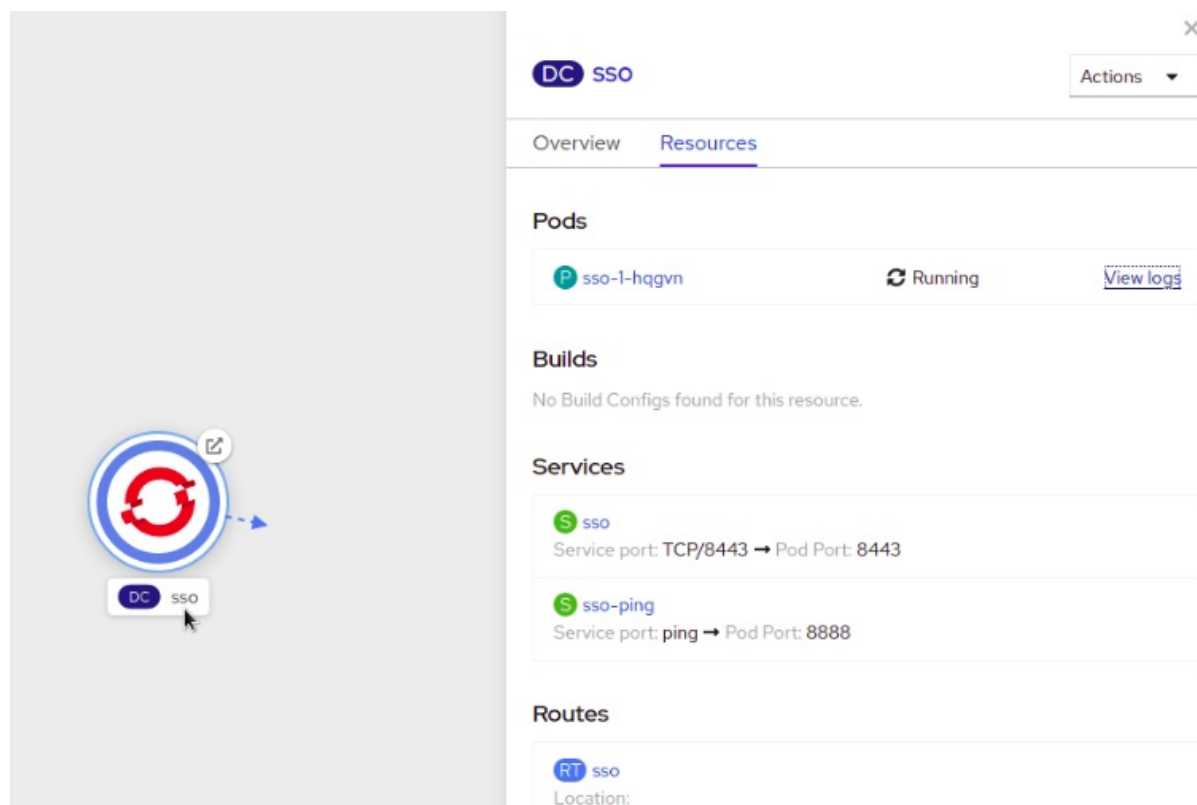 DC sso
Actions
Overview Resources
Pods
P sso-1-hqgvn Running View logs
Builds
No Build Configs found for this resource.
Services
S sso
Service port: TCP/8443 → Pod Port: 8443
S sso-ping
Service port: ping → Pod Port: 8888
Routes
RT sso
Location:
DC sso